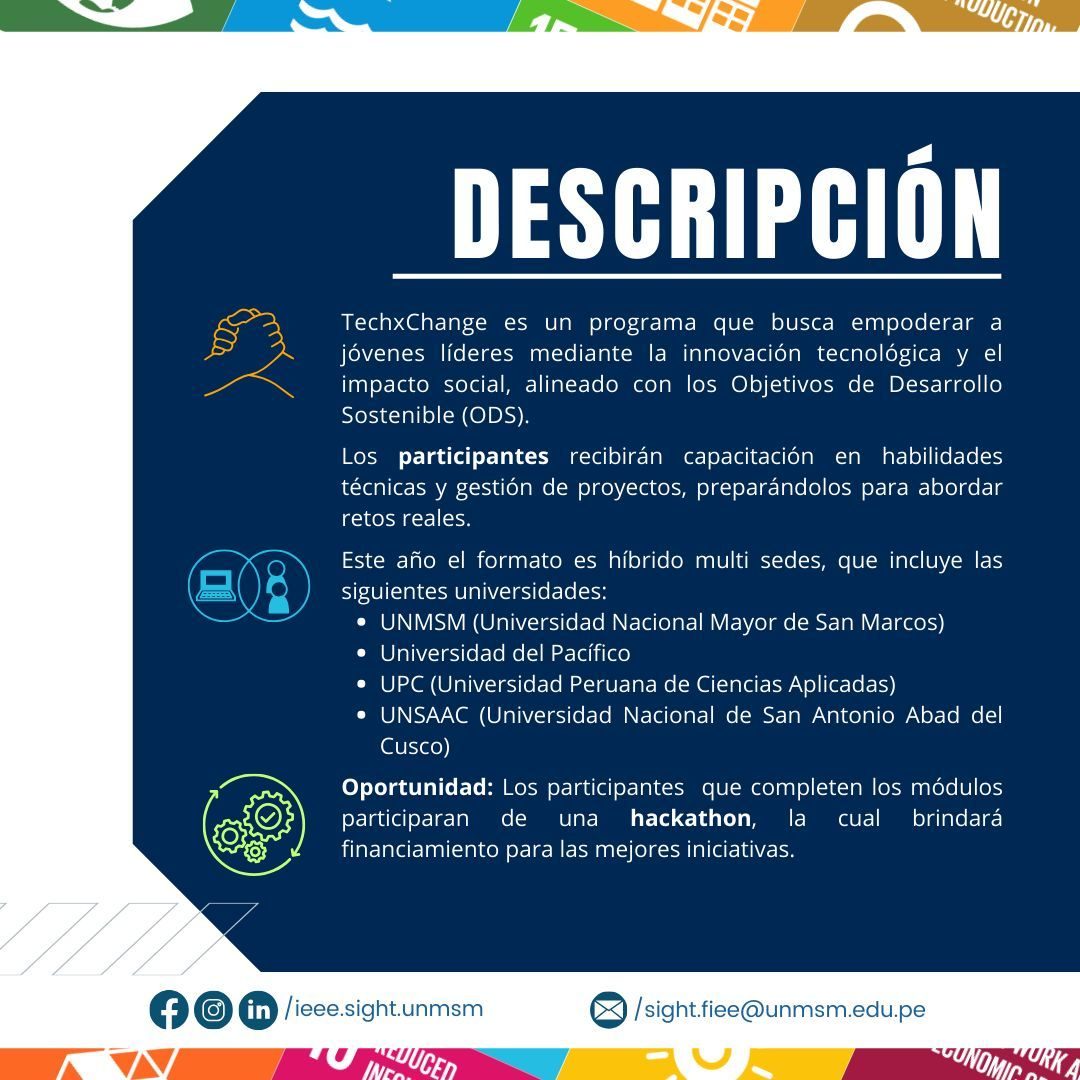 PRODUCTION
DESCRIPCIÓN
TechxChange es un programa que busca empoderar a
jóvenes líderes mediante la innovación tecnológica y el
impacto social, alineado con los Objetivos de Desarrollo
Sostenible (ODS).
Los participantes recibirán capacitación en habilidades
técnicas y gestión de proyectos, preparándolos para abordar
retos reales.
Este año el formato es híbrido multi sedes, que incluye las
siguientes universidades:
• UNMSM (Universidad Nacional Mayor de San Marcos)
• Universidad del Pacífico
• UPC (Universidad Peruana de Ciencias Aplicadas)
• UNSAAC (Universidad Nacional de San Antonio Abad del
Cusco)
Oportunidad: Los participantes que completen los módulos
participaran de una hackathon, la cual brindará
financiamiento para las mejores iniciativas.
/ieee.sight.unmsm
/sight.fiee@unmsm.edu.pe
10 REDUCED
WORK A
ECONOMIC